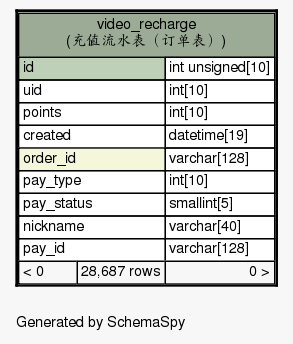 video_recharge
(充值流水表（订单表）)
id int unsigned[10]
uid int[10]
points int[10]
created datetime[19]
order_id varchar[128]
pay_type int[10]
pay_status smallint[5]
nickname varchar[40]
pay_id varchar[128]
< 0 28,687 rows 0 >
Generated by SchemaSpy